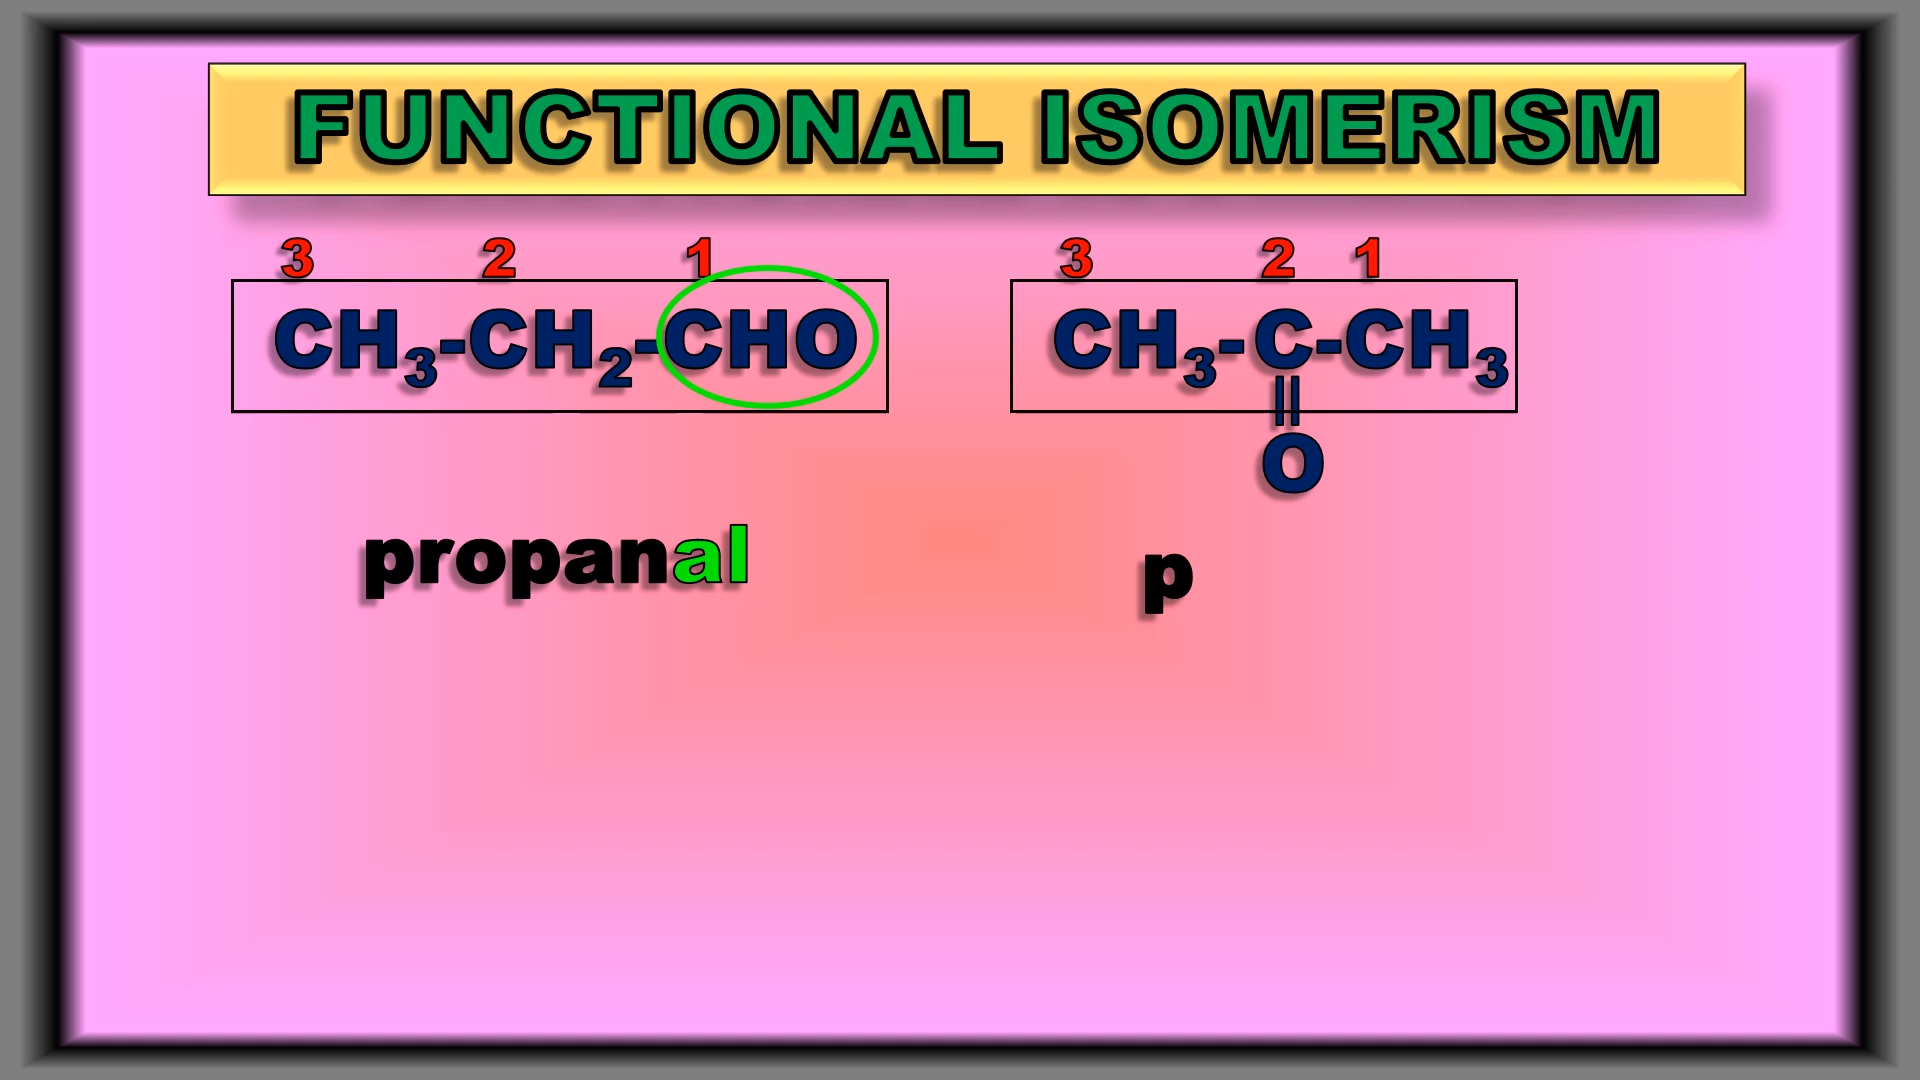 FUNCTIONAL ISOMERISM
3 2 1
CH₃-CH₂-CHO
3 2 1
CH₃-C-CH₃
||
O
propanal
p